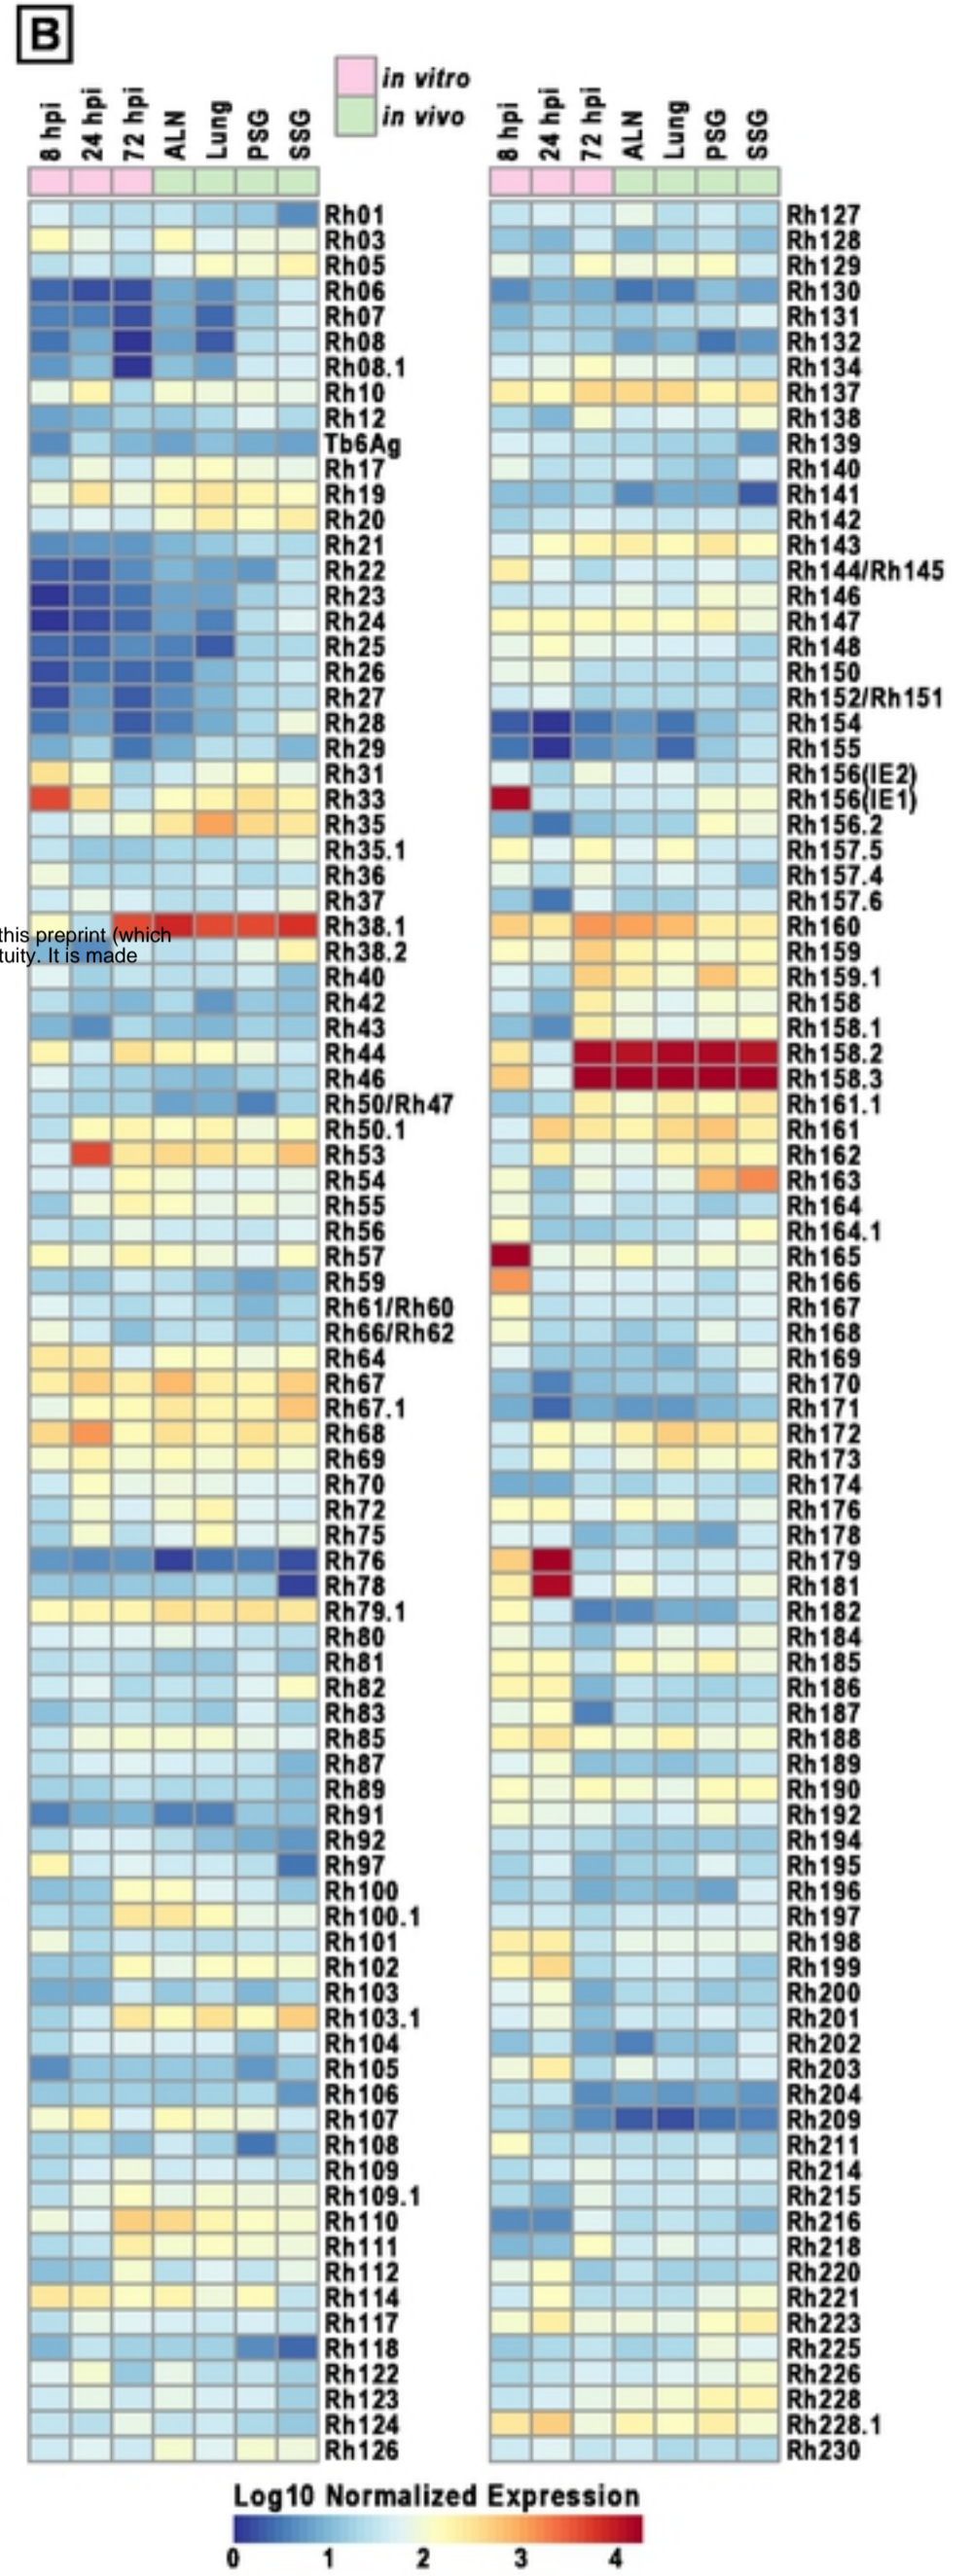 B
in vitro
in vivo
8 hpi 24 hpi 72 hpi ALN Lung PSG SSG
8 hpi 24 hpi 72 hpi ALN Lung PSG SSG
Rh01
Rh03
Rh05
Rh06
Rh07
Rh08
Rh08.1
Rh10
Rh12
Tb6Ag
Rh17
Rh19
Rh20
Rh21
Rh22
Rh23
Rh24
Rh25
Rh26
Rh27
Rh28
Rh29
Rh31
Rh33
Rh35
Rh35.1
Rh36
Rh37
Rh38.1
this preprint (which
Rh38.2
tuity. It is made
Rh40
Rh42
Rh43
Rh44
Rh46
Rh50/Rh47
Rh50.1
Rh53
Rh54
Rh55
Rh56
Rh57
Rh59
Rh61/Rh60
Rh66/Rh62
Rh64
Rh67
Rh67.1
Rh68
Rh69
Rh70
Rh72
Rh75
Rh76
Rh78
Rh79.1
Rh80
Rh81
Rh82
Rh83
Rh85
Rh87
Rh89
Rh91
Rh92
Rh97
Rh100
Rh100.1
Rh101
Rh102
Rh103
Rh103.1
Rh104
Rh105
Rh106
Rh107
Rh108
Rh109
Rh109.1
Rh110
Rh111
Rh112
Rh114
Rh117
Rh118
Rh122
Rh123
Rh124
Rh126
Rh127
Rh128
Rh129
Rh130
Rh131
Rh132
Rh134
Rh137
Rh138
Rh139
Rh140
Rh141
Rh142
Rh143
Rh144/Rh145
Rh146
Rh147
Rh148
Rh150
Rh152/Rh151
Rh154
Rh155
Rh156(IE2)
Rh156(IE1)
Rh156.2
Rh157.5
Rh157.4
Rh157.6
Rh160
Rh159
Rh159.1
Rh158
Rh158.1
Rh158.2
Rh158.3
Rh161.1
Rh161
Rh162
Rh163
Rh164
Rh164.1
Rh165
Rh166
Rh167
Rh168
Rh169
Rh170
Rh171
Rh172
Rh173
Rh174
Rh176
Rh178
Rh179
Rh181
Rh182
Rh184
Rh185
Rh186
Rh187
Rh188
Rh189
Rh190
Rh192
Rh194
Rh195
Rh196
Rh197
Rh198
Rh199
Rh200
Rh201
Rh202
Rh203
Rh204
Rh209
Rh211
Rh214
Rh215
Rh216
Rh218
Rh220
Rh221
Rh223
Rh225
Rh226
Rh228
Rh228.1
Rh230
Log10 Normalized Expression
0 1 2 3 4